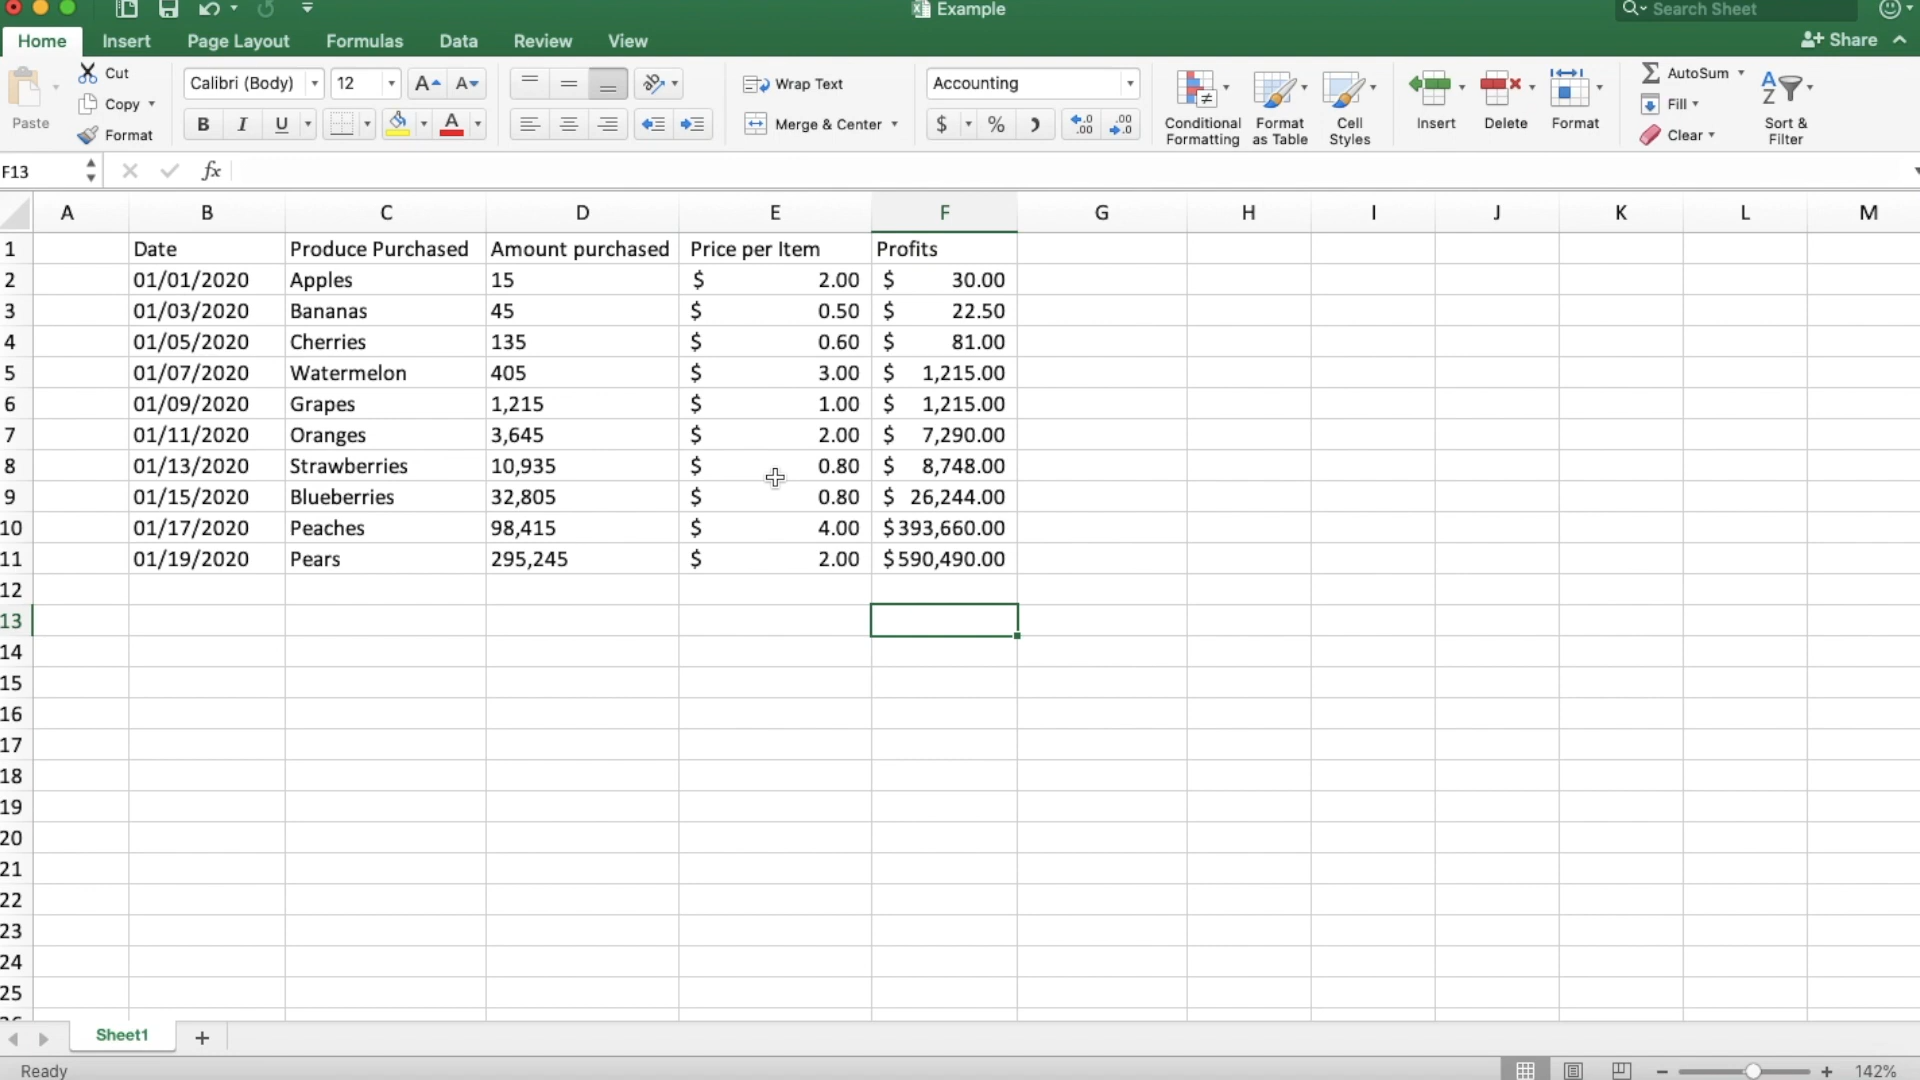 Example
Search Sheet
Home Insert Page Layout Formulas Data Review View Share
Cut
Copy
Format
Paste
Calibri (Body) 12 A A
B I U A
Wrap Text
Merge & Center
Accounting
$ % .0 .00 .00 .0
Conditional Formatting
Format as Table
Cell Styles
Insert
Delete
Format
AutoSum
Fill
Clear
A Z
Sort & Filter
F13 fx
A B C D E F G H I J K L M
1 Date Produce Purchased Amount purchased Price per Item Profits
2 01/01/2020 Apples 15 $ 2.00 $ 30.00
3 01/03/2020 Bananas 45 $ 0.50 $ 22.50
4 01/05/2020 Cherries 135 $ 0.60 $ 81.00
5 01/07/2020 Watermelon 405 $ 3.00 $ 1,215.00
6 01/09/2020 Grapes 1,215 $ 1.00 $ 1,215.00
7 01/11/2020 Oranges 3,645 $ 2.00 $ 7,290.00
8 01/13/2020 Strawberries 10,935 $ 0.80 $ 8,748.00
9 01/15/2020 Blueberries 32,805 $ 0.80 $ 26,244.00
10 01/17/2020 Peaches 98,415 $ 4.00 $393,660.00
11 01/19/2020 Pears 295,245 $ 2.00 $590,490.00
12
13
14
15
16
17
18
19
20
21
22
23
24
25
Sheet1
Ready 142%